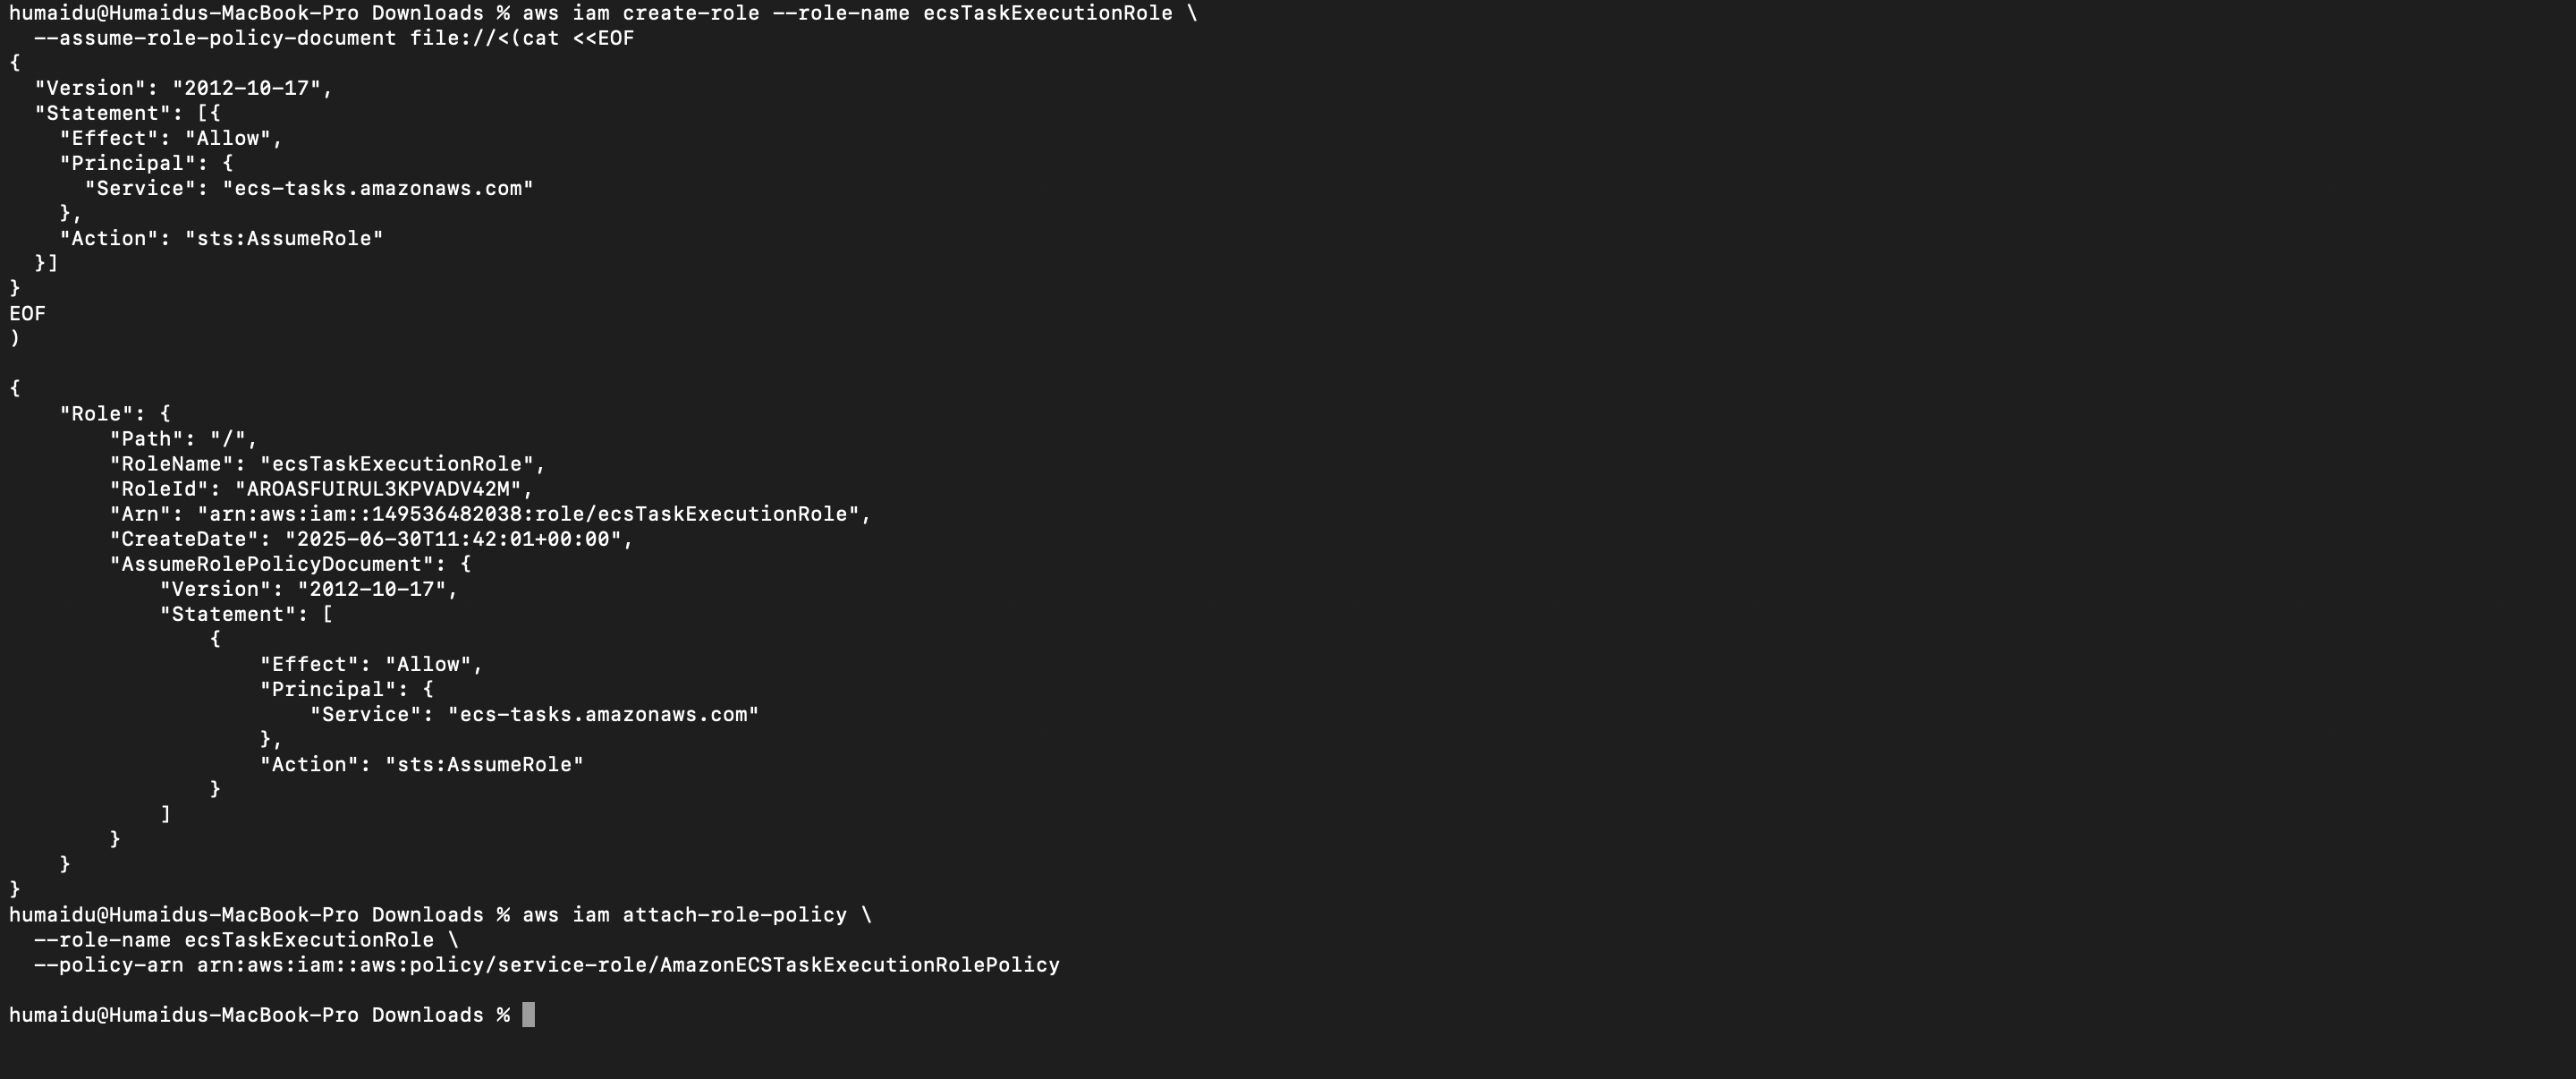 humaidu@Humaidus-MacBook-Pro Downloads % aws iam create-role --role-name ecsTaskExecutionRole \
  --assume-role-policy-document file://<(cat <<EOF
{
  "Version": "2012-10-17",
  "Statement": [{
    "Effect": "Allow",
    "Principal": {
      "Service": "ecs-tasks.amazonaws.com"
    },
    "Action": "sts:AssumeRole"
  }]
}
EOF
)

{
    "Role": {
        "Path": "/",
        "RoleName": "ecsTaskExecutionRole",
        "RoleId": "AROASFUIRUL3KPVADV42M",
        "Arn": "arn:aws:iam::149536482038:role/ecsTaskExecutionRole",
        "CreateDate": "2025-06-30T11:42:01+00:00",
        "AssumeRolePolicyDocument": {
            "Version": "2012-10-17",
            "Statement": [
                {
                    "Effect": "Allow",
                    "Principal": {
                        "Service": "ecs-tasks.amazonaws.com"
                    },
                    "Action": "sts:AssumeRole"
                }
            ]
        }
    }
}
humaidu@Humaidus-MacBook-Pro Downloads % aws iam attach-role-policy \
  --role-name ecsTaskExecutionRole \
  --policy-arn arn:aws:iam::aws:policy/service-role/AmazonECSTaskExecutionRolePolicy

humaidu@Humaidus-MacBook-Pro Downloads %